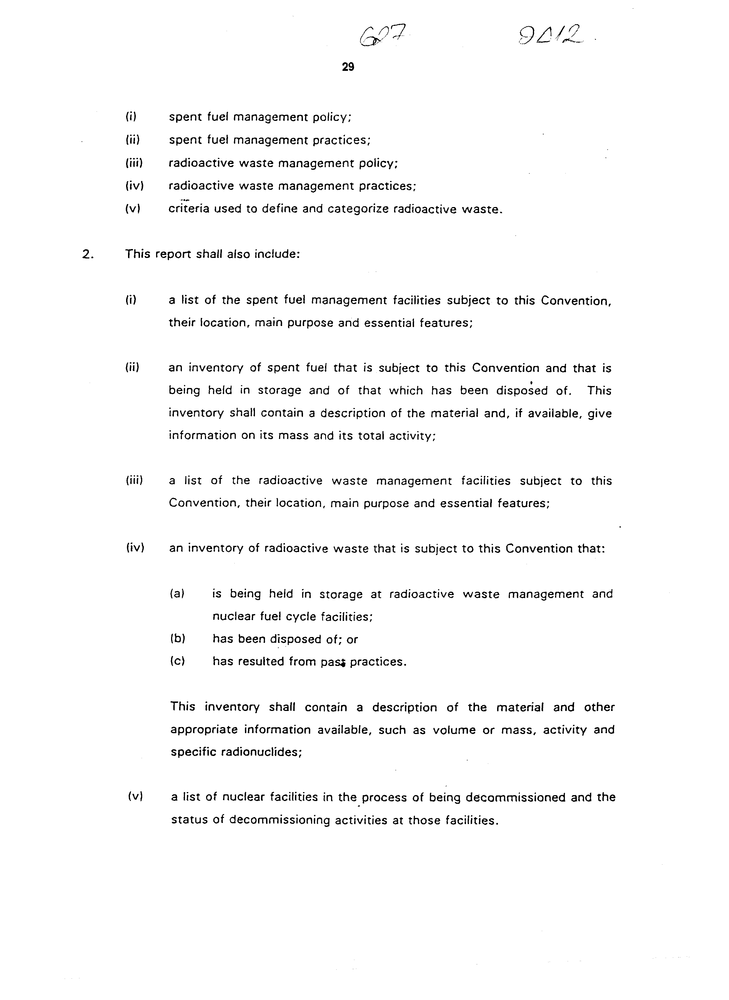 627
29
(i) spent fuel management policy;
(ii) spent fuel management practices;
(iii) radioactive waste management policy;
(iv) radioactive waste management practices;
(v) criteria used to define and categorize radioactive waste.
2. This report shall also include:
(i) a list of the spent fuel management facilities subject to this Convention,
their location, main purpose and essential features;
(ii) an inventory of spent fuel that is subject to this Convention and that is
being held in storage and of that which has been disposed of. This
inventory shall contain a description of the material and, if available, give
information on its mass and its total activity;
(iii) a list of the radioactive waste management facilities subject to this
Convention, their location, main purpose and essential features;
(iv) an inventory of radioactive waste that is subject to this Convention that:
(a) is being held in storage at radioactive waste management and
nuclear fuel cycle facilities;
(b) has been disposed of; or
(c) has resulted from past practices.
This inventory shall contain a description of the material and other
appropriate information available, such as volume or mass, activity and
specific radionuclides;
(v) a list of nuclear facilities in the process of being decommissioned and the
status of decommissioning activities at those facilities.